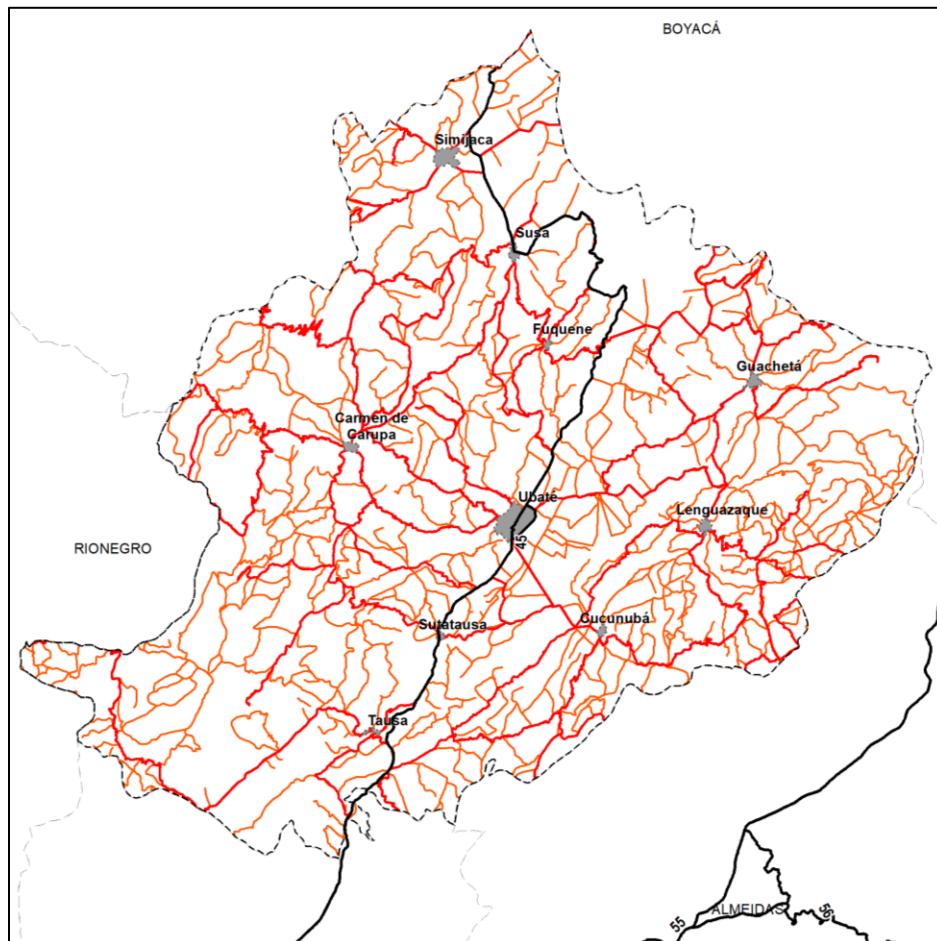 BOYACÁ
Simijaca
Susa
Fuquene
Guachetá
Carmen de
Carupa
Ubaté
Lenguazaque
45
RIONEGRO
Sutatausa
Cucunubá
Tausa
ALMEIDAS
55
56